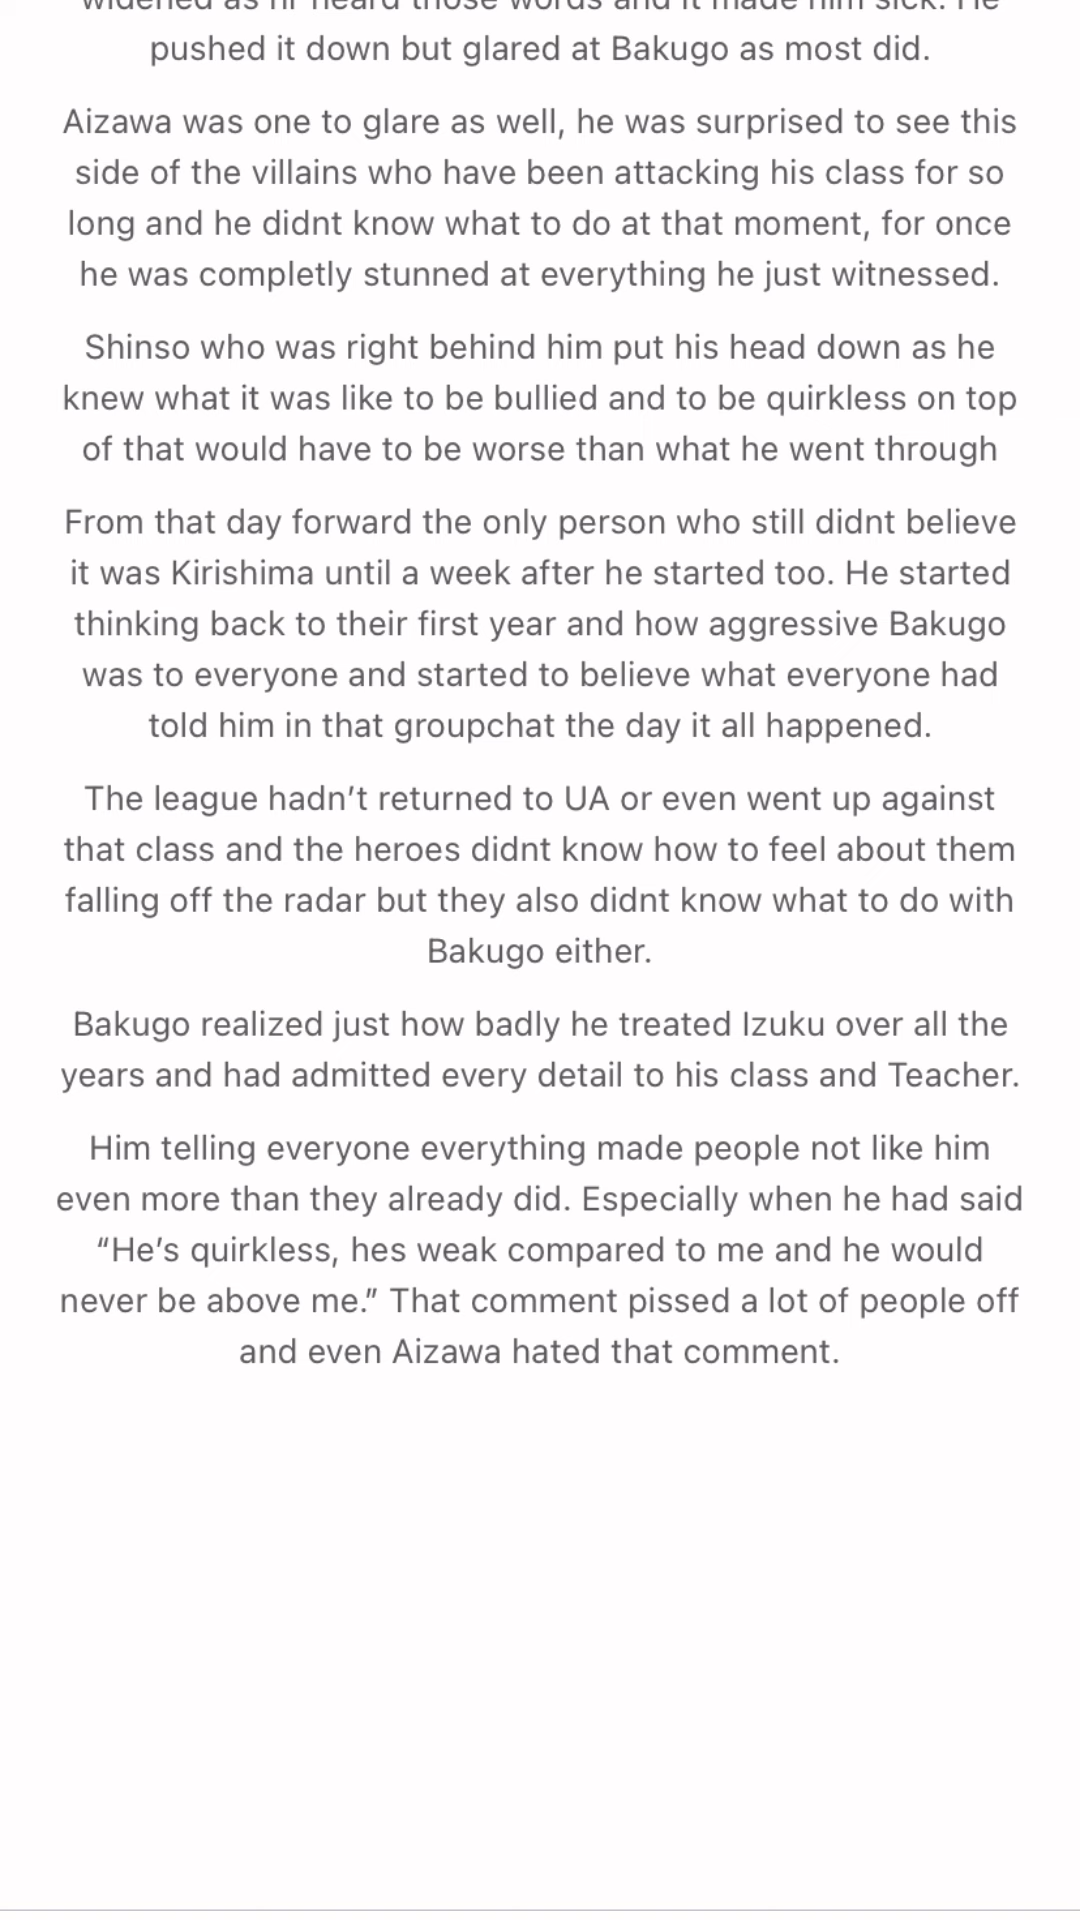 widened as hr heard those words and it made him sick. He
pushed it down but glared at Bakugo as most did.
Aizawa was one to glare as well, he was surprised to see this
side of the villains who have been attacking his class for so
long and he didnt know what to do at that moment, for once
he was completly stunned at everything he just witnessed.
Shinso who was right behind him put his head down as he
knew what it was like to be bullied and to be quirkless on top
of that would have to be worse than what he went through
From that day forward the only person who still didnt believe
it was Kirishima until a week after he started too. He started
thinking back to their first year and how aggressive Bakugo
was to everyone and started to believe what everyone had
told him in that groupchat the day it all happened.
The league hadn’t returned to UA or even went up against
that class and the heroes didnt know how to feel about them
falling off the radar but they also didnt know what to do with
Bakugo either.
Bakugo realized just how badly he treated Izuku over all the
years and had admitted every detail to his class and Teacher.
Him telling everyone everything made people not like him
even more than they already did. Especially when he had said
“He’s quirkless, hes weak compared to me and he would
never be above me.” That comment pissed a lot of people off
and even Aizawa hated that comment.